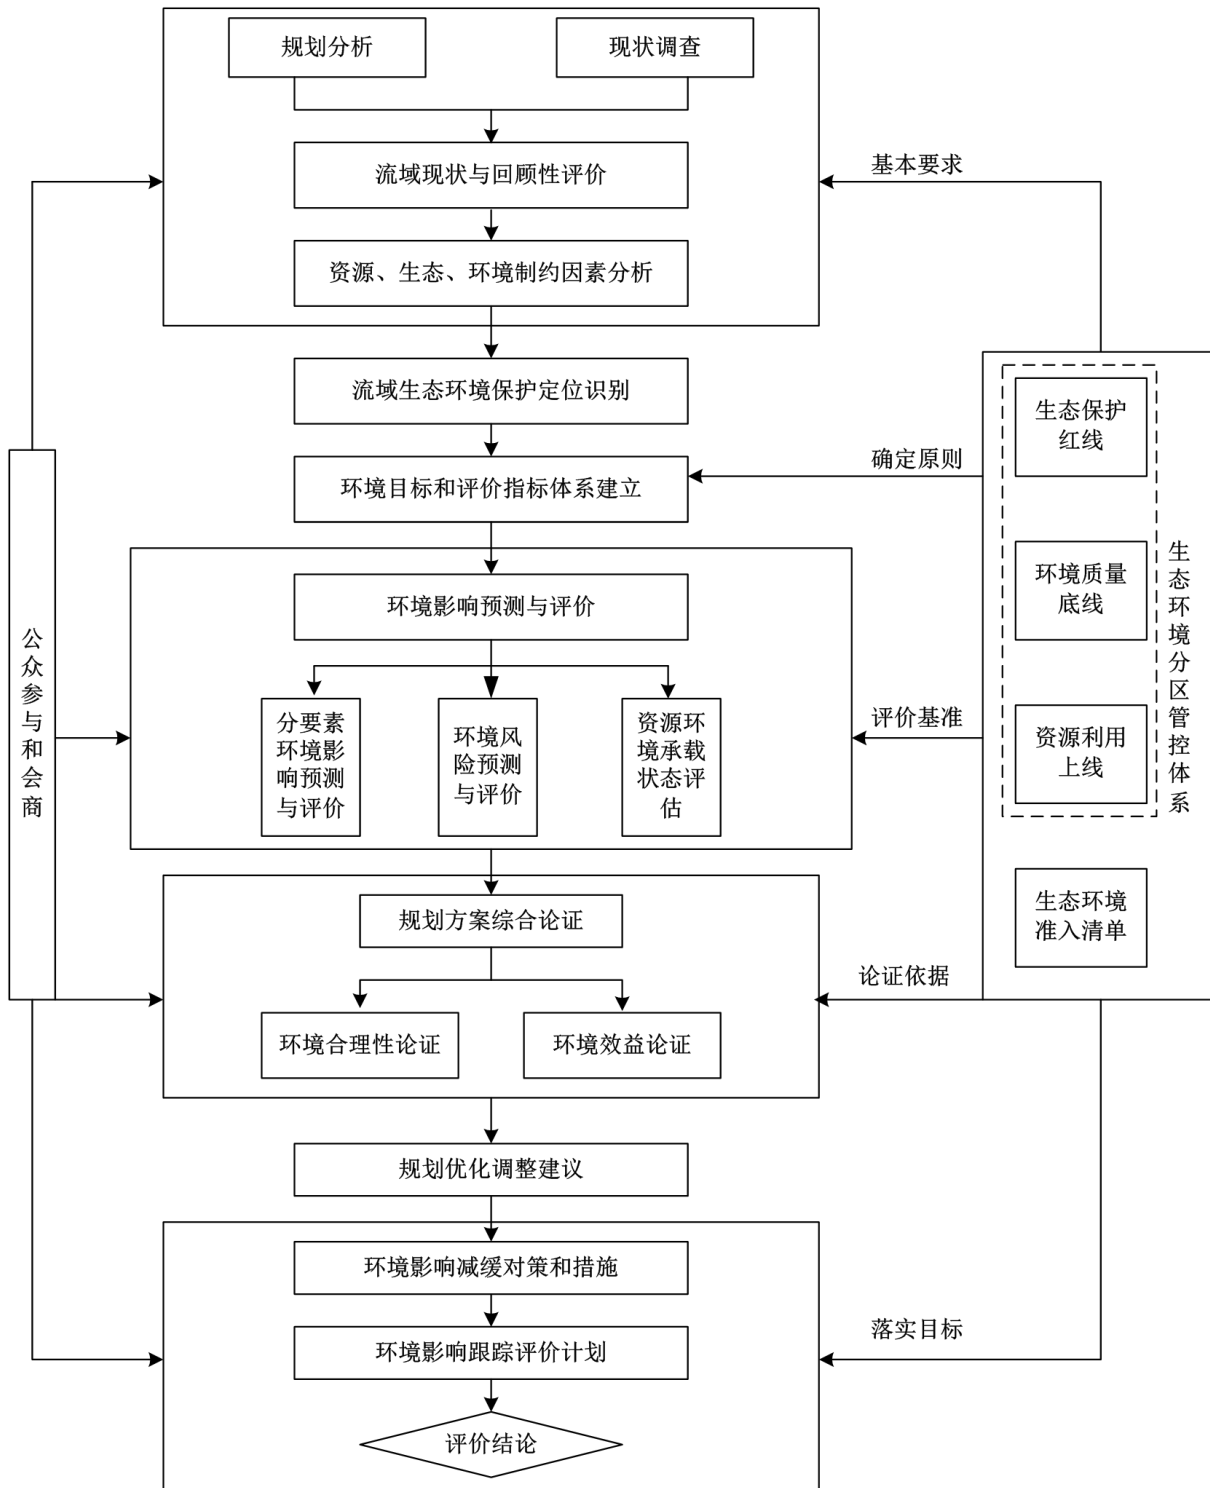 规划分析
现状调查
流域现状与回顾性评价
基本要求
资源、生态、环境制约因素分析
流域生态环境保护定位识别
生态保护
红线
确定原则
环境目标和评价指标体系建立
环境质量
底线
生态环境分区管控体系
环境影响预测与评价
公众参与和会商
分要素
环境影
响预测
与评价
环境风
险预测
与评价
资源环
境承载
状态评
估
评价基准
资源利用
上线
规划方案综合论证
生态环境
准入清单
论证依据
环境合理性论证
环境效益论证
规划优化调整建议
环境影响减缓对策和措施
落实目标
环境影响跟踪评价计划
评价结论